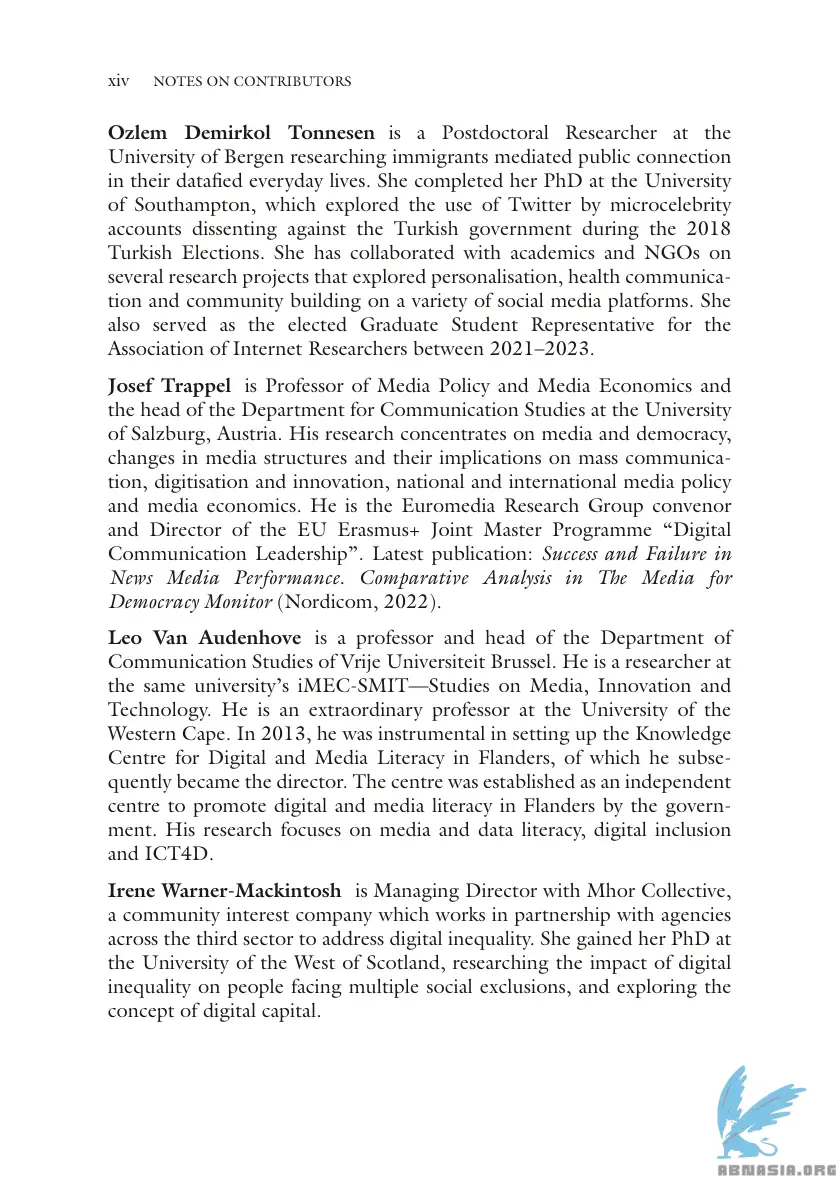 xiv NOTES ON CONTRIBUTORS
Ozlem Demirkol Tonnesen is a Postdoctoral Researcher at the
University of Bergen researching immigrants mediated public connection
in their datafied everyday lives. She completed her PhD at the University
of Southampton, which explored the use of Twitter by microcelebrity
accounts dissenting against the Turkish government during the 2018
Turkish Elections. She has collaborated with academics and NGOs on
several research projects that explored personalisation, health communica-
tion and community building on a variety of social media platforms. She
also served as the elected Graduate Student Representative for the
Association of Internet Researchers between 2021–2023.
Josef Trappel is Professor of Media Policy and Media Economics and
the head of the Department for Communication Studies at the University
of Salzburg, Austria. His research concentrates on media and democracy,
changes in media structures and their implications on mass communica-
tion, digitisation and innovation, national and international media policy
and media economics. He is the Euromedia Research Group convenor
and Director of the EU Erasmus+ Joint Master Programme “Digital
Communication Leadership”. Latest publication: Success and Failure in
News Media Performance. Comparative Analysis in The Media for
Democracy Monitor (Nordicom, 2022).
Leo Van Audenhove is a professor and head of the Department of
Communication Studies of Vrije Universiteit Brussel. He is a researcher at
the same university’s iMEC-SMIT—Studies on Media, Innovation and
Technology. He is an extraordinary professor at the University of the
Western Cape. In 2013, he was instrumental in setting up the Knowledge
Centre for Digital and Media Literacy in Flanders, of which he subse-
quently became the director. The centre was established as an independent
centre to promote digital and media literacy in Flanders by the govern-
ment. His research focuses on media and data literacy, digital inclusion
and ICT4D.
Irene Warner-Mackintosh is Managing Director with Mhor Collective,
a community interest company which works in partnership with agencies
across the third sector to address digital inequality. She gained her PhD at
the University of the West of Scotland, researching the impact of digital
inequality on people facing multiple social exclusions, and exploring the
concept of digital capital.
ABNASIA.ORG